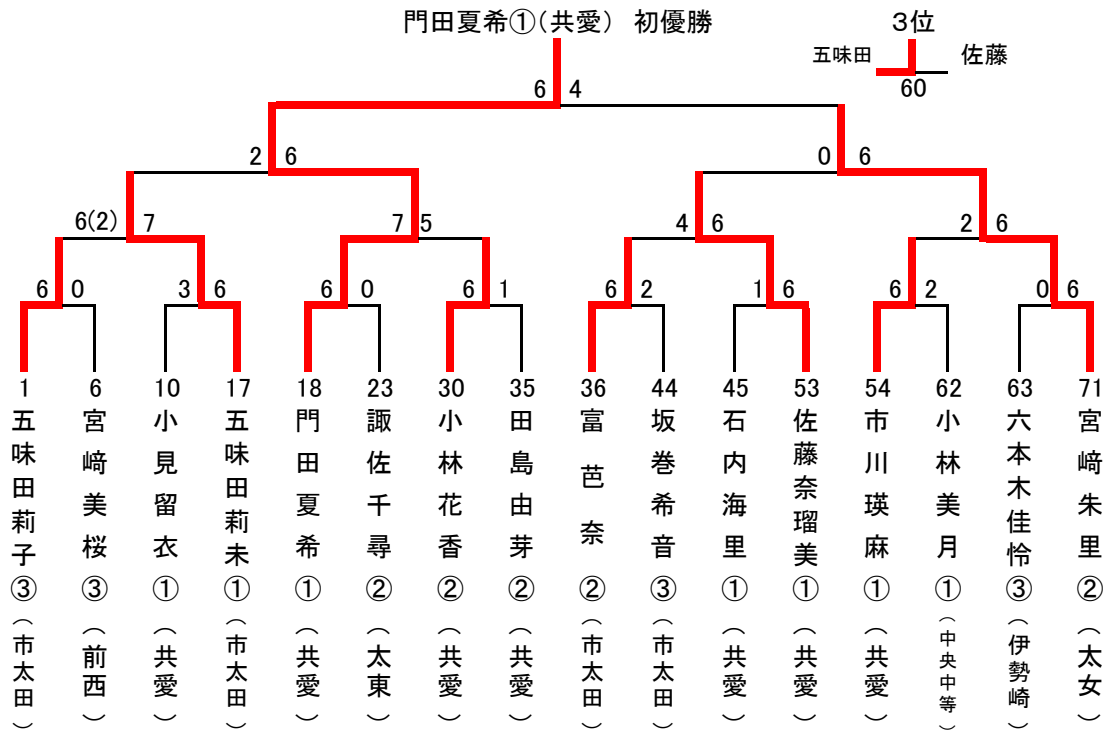 門田夏希①(共愛) 初優勝
3位
五味田 佐藤
60
6 4
2 6
0 6
6(2) 7
7 5
4 6
2 6
6 0
3 6
6 0
6 1
6 2
1 6
6 2
0 6
1 五味田莉子③(市太田)
6 宮﨑美桜③(前西)
10 小見留衣①(共愛)
17 五味田莉未①(市太田)
18 門田夏希①(共愛)
23 諏佐千尋②(太東)
30 小林花香②(共愛)
35 田島由芽②(共愛)
36 富芭奈②(市太田)
44 坂巻希音③(市太田)
45 石内海里①(共愛)
53 佐藤奈瑠美①(共愛)
54 市川瑛麻①(共愛)
62 小林美月①(中央中等)
63 六本木佳怜③(伊勢崎)
71 宮﨑朱里②(太女)